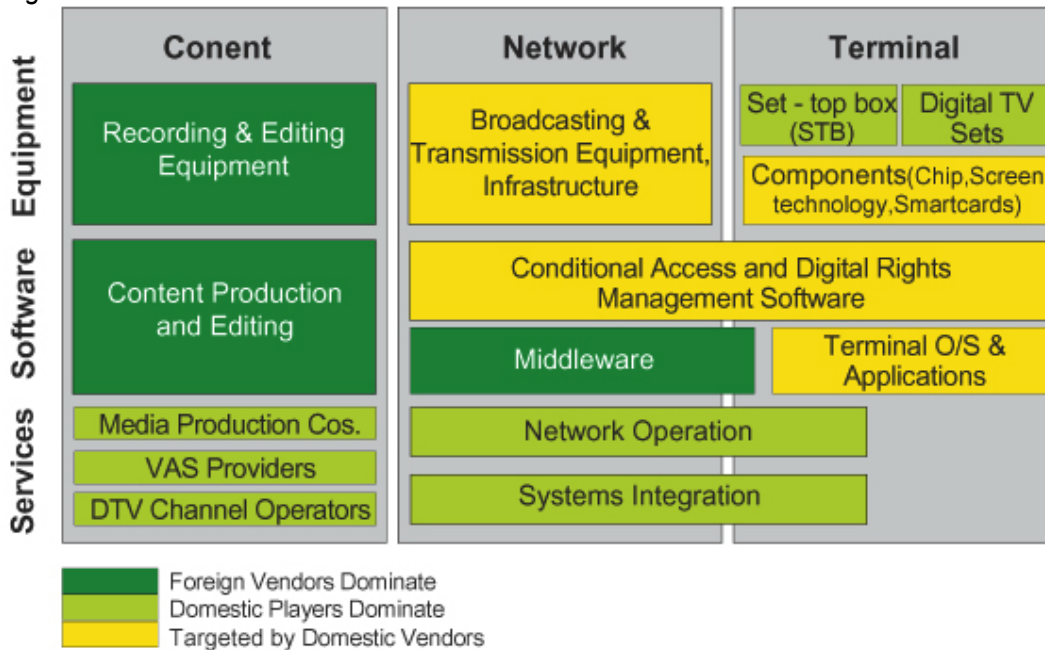 Conent
Network
Terminal
Equipment
Recording & Editing
Equipment
Broadcasting &
Transmission Equipment,
Infrastructure
Set - top box
(STB)
Digital TV
Sets
Components(Chip,Screen
technology,Smartcards)
Software
Content Production
and Editing
Conditional Access and Digital Rights
Management Software
Middleware
Terminal O/S &
Applications
Services
Media Production Cos.
VAS Providers
DTV Channel Operators
Network Operation
Systems Integration
Foreign Vendors Dominate
Domestic Players Dominate
Targeted by Domestic Vendors